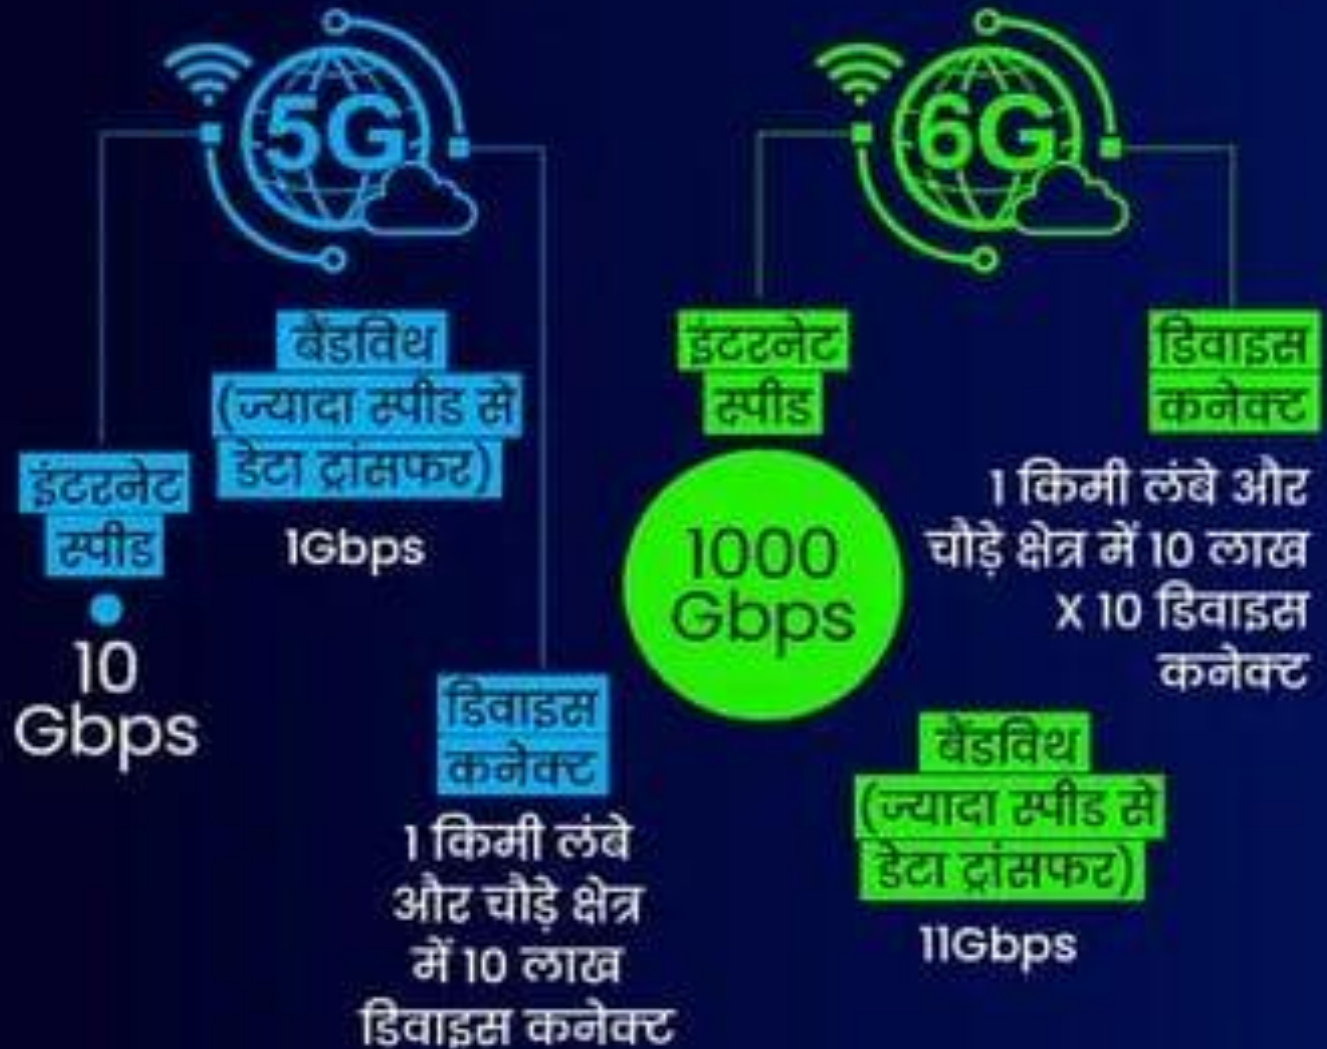 5G
इंटरनेट
स्पीड
10
Gbps
बैंडविथ
(ज्यादा स्पीड से
डेटा ट्रांसफर)
1Gbps
डिवाइस
कनेक्ट
1 किमी लंबे
और चौड़े क्षेत्र
में 10 लाख
डिवाइस कनेक्ट
6G
इंटरनेट
स्पीड
1000
Gbps
डिवाइस
कनेक्ट
1 किमी लंबे और
चौड़े क्षेत्र में 10 लाख
X 10 डिवाइस
कनेक्ट
बैंडविथ
(ज्यादा स्पीड से
डेटा ट्रांसफर)
11Gbps